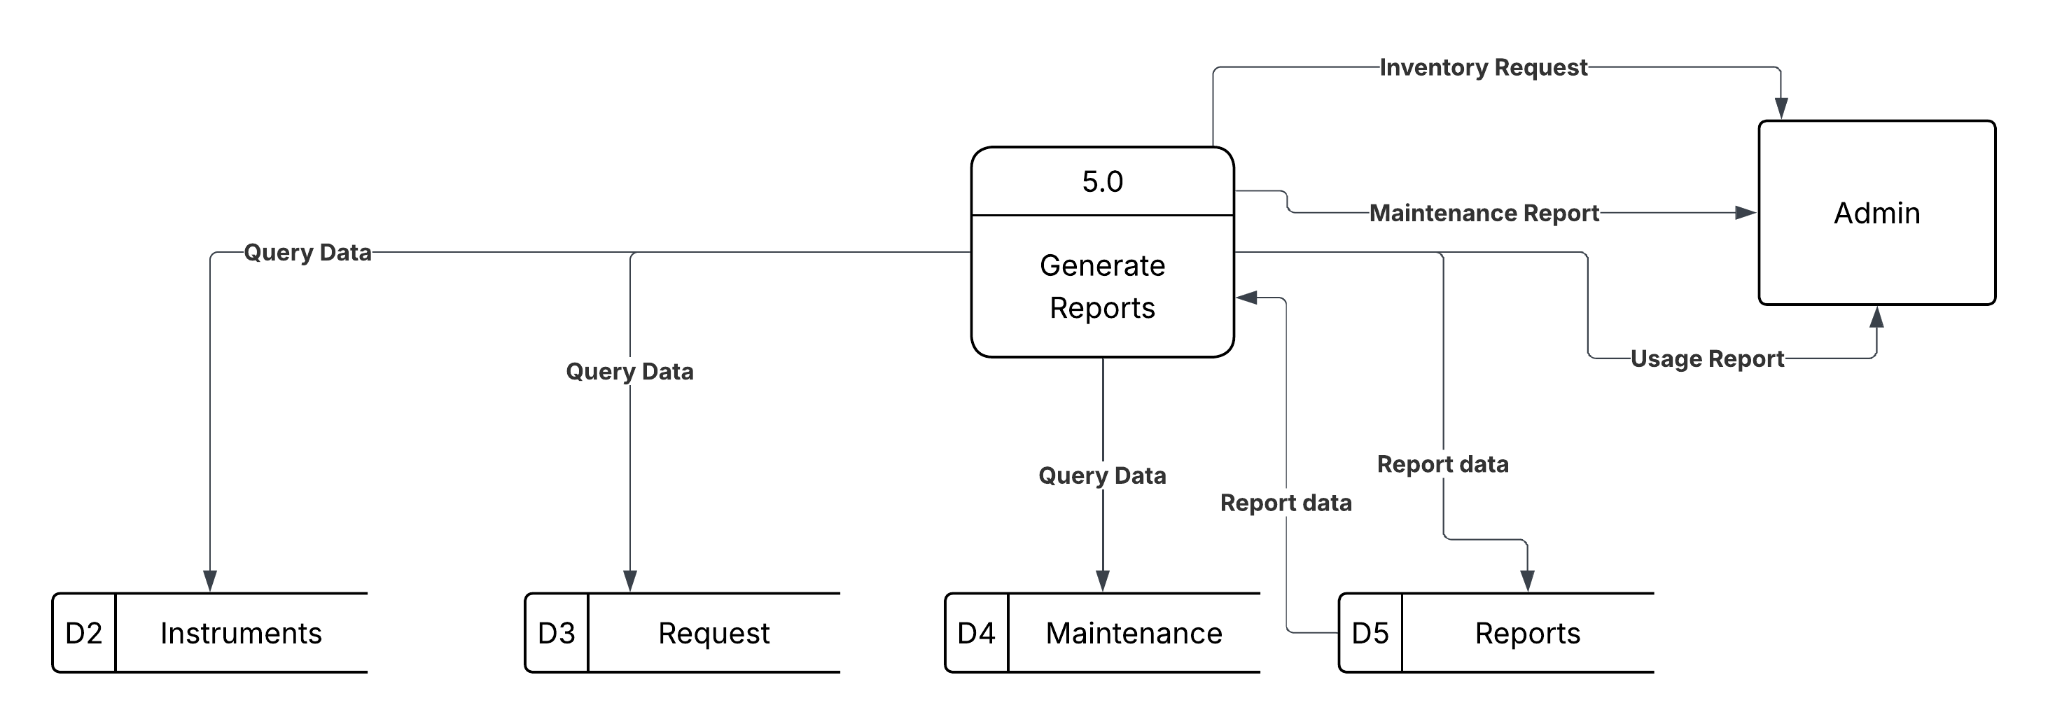 Inventory Request
5.0
Maintenance Report
Admin
Query Data
Generate
Reports
Usage Report
Query Data
Report data
Query Data
Report data
D2
Instruments
D3
Request
D4
Maintenance
D5
Reports